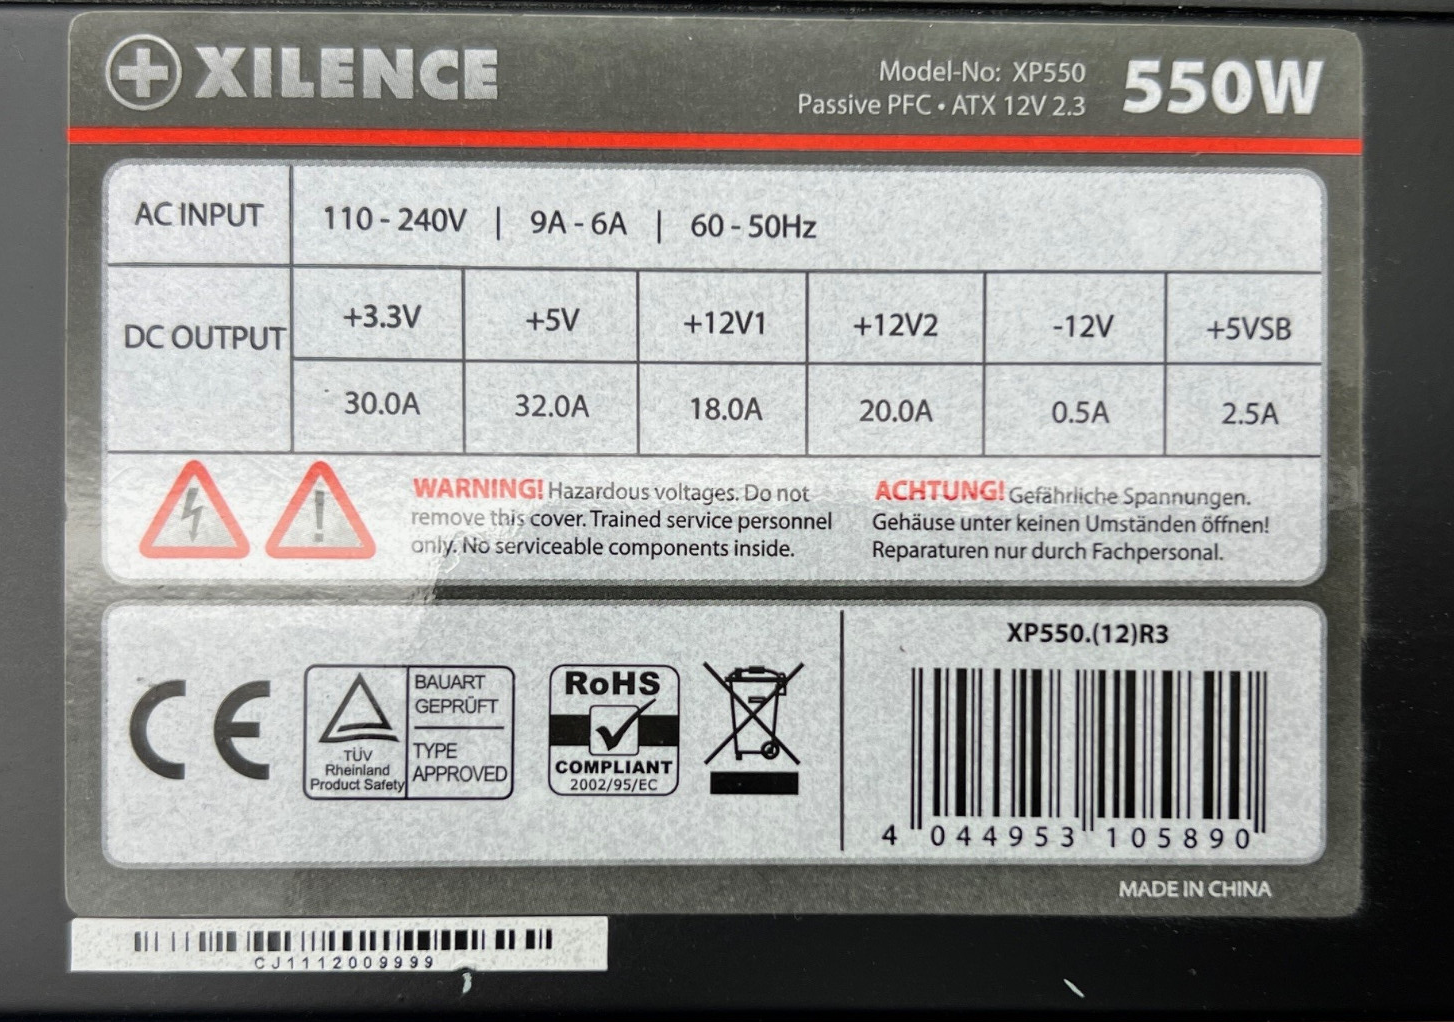 XILENCE
Model-No: XP550
Passive PFC • ATX 12V 2.3
550W
AC INPUT
110 - 240V | 9A - 6A | 60 - 50Hz
DC OUTPUT
+3.3V +5V +12V1 +12V2 -12V +5VSB
30.0A 32.0A 18.0A 20.0A 0.5A 2.5A
WARNING! Hazardous voltages. Do not
remove this cover. Trained service personnel
only. No serviceable components inside.
ACHTUNG! Gefährliche Spannungen.
Gehäuse unter keinen Umständen öffnen!
Reparaturen nur durch Fachpersonal.
CE
TÜV
Rheinland
Product Safety
BAUART
GEPRÜFT
TYPE
APPROVED
RoHS
COMPLIANT
2002/95/EC
XP550.(12)R3
4 044953 105890
MADE IN CHINA
CJ1112009999